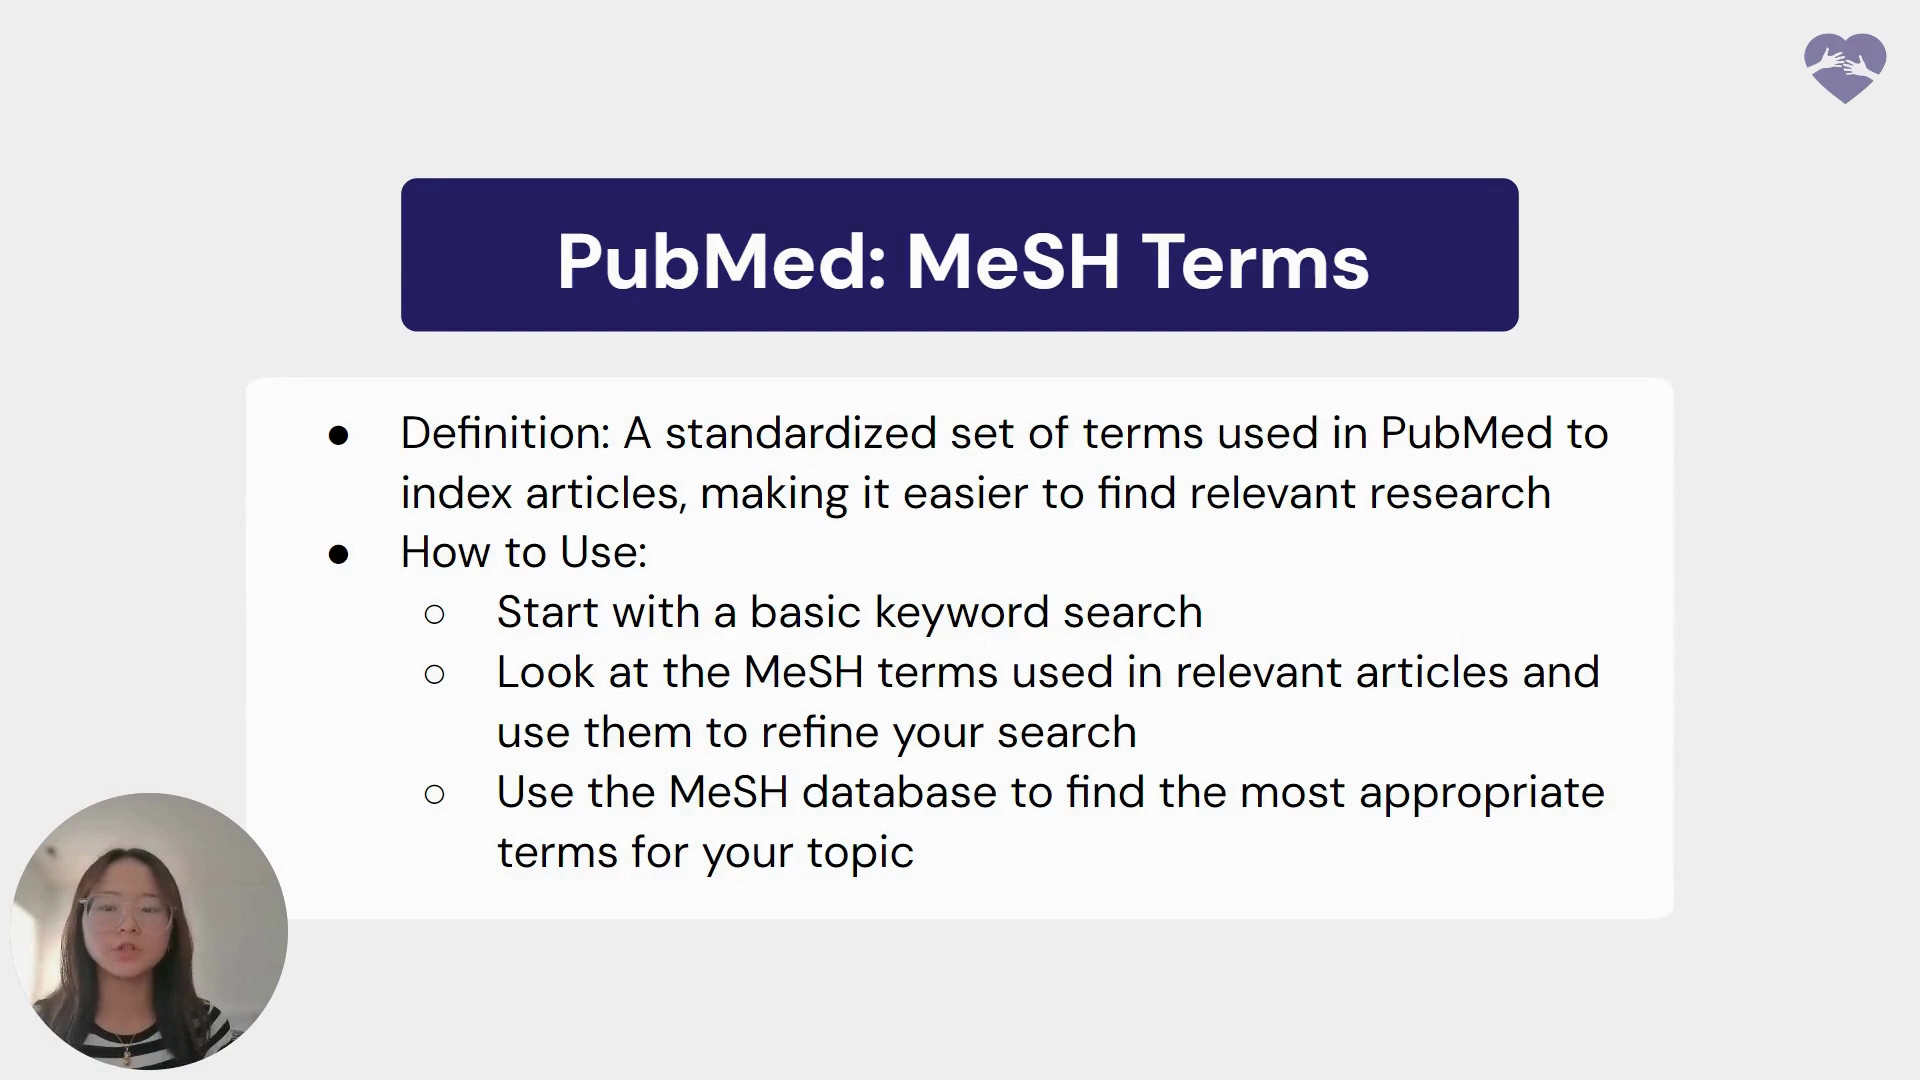 PubMed: MeSH Terms
● Definition: A standardized set of terms used in PubMed to
index articles, making it easier to find relevant research
● How to Use:
○ Start with a basic keyword search
○ Look at the MeSH terms used in relevant articles and
use them to refine your search
○ Use the MeSH database to find the most appropriate
terms for your topic